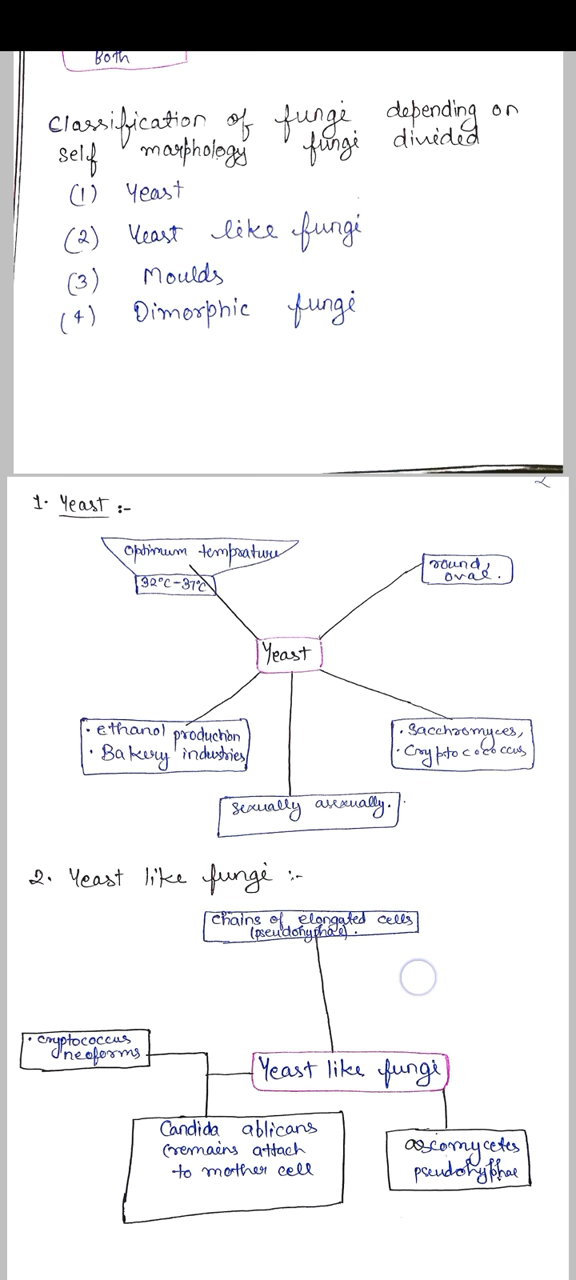 Both
Classification of fungi depending on
self marphology fungi divided
(1) Yeast
(2) Yeast like fungi
(3) Moulds
(4) Dimorphic fungi
1. Yeast :-
optimum temprature
32°C-37°C
round,
oval.
Yeast
• ethanol production
• Bakery industries
• Sacchromyces,
• Cryptococcus
sexually asexually.
2. Yeast like fungi :-
Chains of elongated cells
(pseudohyphae).
• cryptococcus
neoforms
Yeast like fungi
Candida ablicans
(remains attach
to mother cell
ascomycetes
pseudohyphae